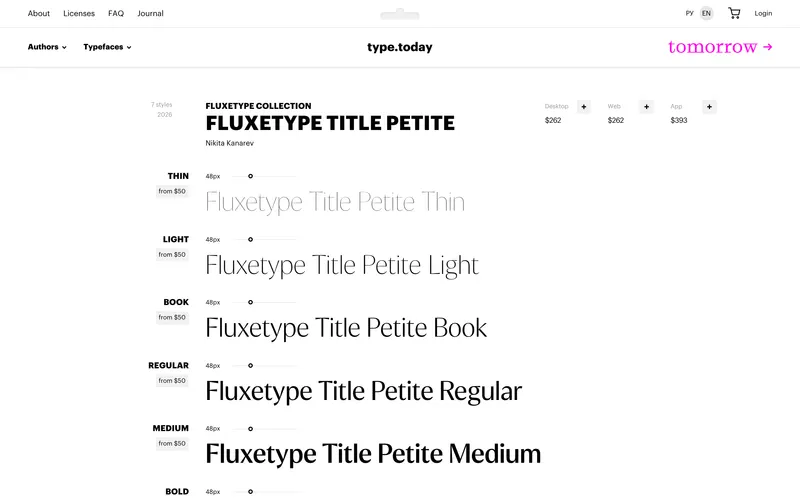 About Licenses FAQ Journal
РУ EN Login
Authors Typefaces type.today tomorrow →
7 styles
2026
FLUXETYPE COLLECTION
FLUXETYPE TITLE PETITE
Nikita Kanarev
Desktop + Web + App +
$262 $262 $393
THIN 48px
from $50
Fluxetype Title Petite Thin
LIGHT 48px
from $50
Fluxetype Title Petite Light
BOOK 48px
from $50
Fluxetype Title Petite Book
REGULAR 48px
from $50
Fluxetype Title Petite Regular
MEDIUM 48px
from $50
Fluxetype Title Petite Medium
BOLD 48px